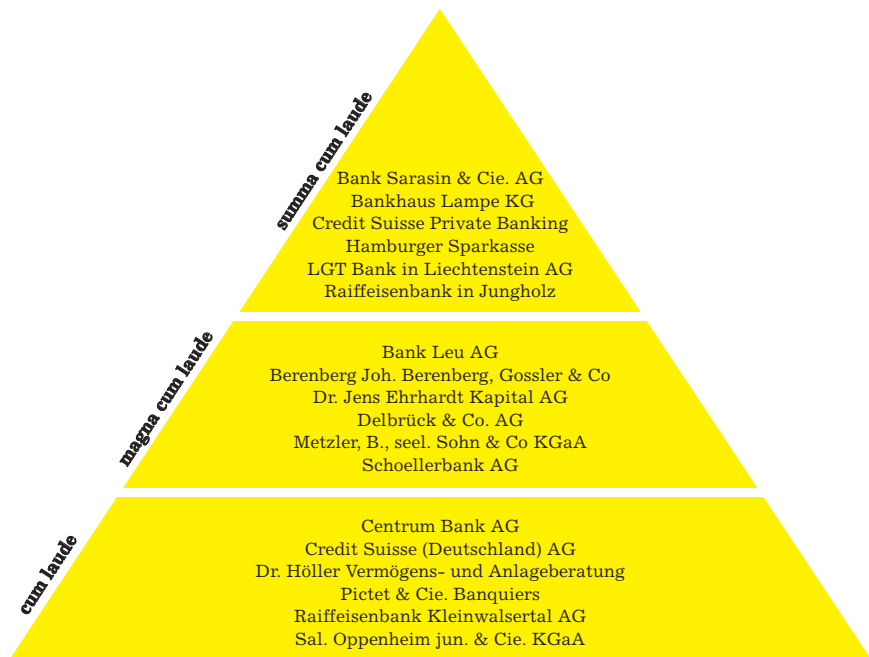 summa cum laude
Bank Sarasin & Cie. AG
Bankhaus Lampe KG
Credit Suisse Private Banking
Hamburger Sparkasse
LGT Bank in Liechtenstein AG
Raiffeisenbank in Jungholz
magna cum laude
Bank Leu AG
Berenberg Joh. Berenberg, Gossler & Co
Dr. Jens Ehrhardt Kapital AG
Delbrück & Co. AG
Metzler, B., seel. Sohn & Co KGaA
Schoellerbank AG
cum laude
Centrum Bank AG
Credit Suisse (Deutschland) AG
Dr. Höller Vermögens- und Anlageberatung
Pictet & Cie. Banquiers
Raiffeisenbank Kleinwalsertal AG
Sal. Oppenheim jun. & Cie. KGaA